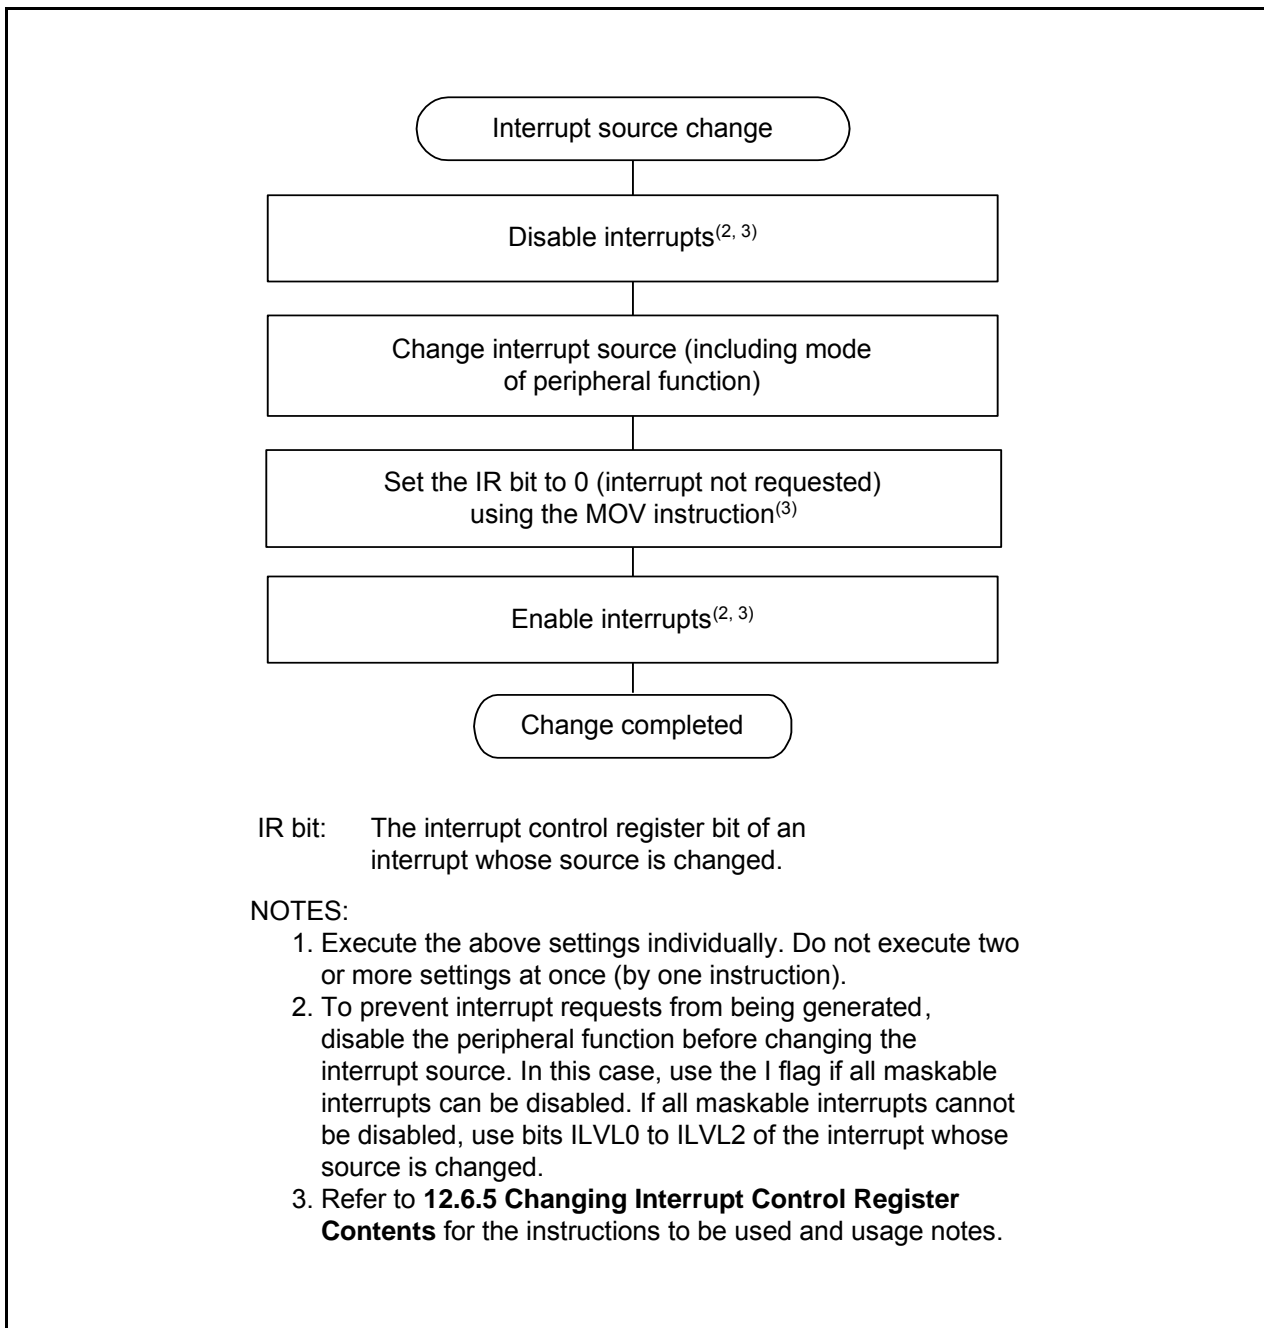 Interrupt source change
Disable interrupts(2, 3)
Change interrupt source (including mode
of peripheral function)
Set the IR bit to 0 (interrupt not requested)
using the MOV instruction(3)
Enable interrupts(2, 3)
Change completed
IR bit: The interrupt control register bit of an
interrupt whose source is changed.
NOTES:
1. Execute the above settings individually. Do not execute two
or more settings at once (by one instruction).
2. To prevent interrupt requests from being generated,
disable the peripheral function before changing the
interrupt source. In this case, use the I flag if all maskable
interrupts can be disabled. If all maskable interrupts cannot
be disabled, use bits ILVL0 to ILVL2 of the interrupt whose
source is changed.
3. Refer to 12.6.5 Changing Interrupt Control Register
Contents for the instructions to be used and usage notes.